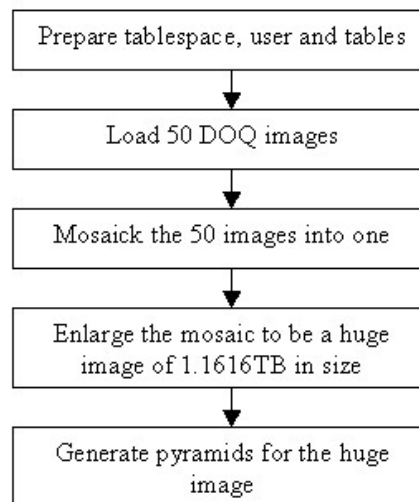 Prepare tablespace, user and tables
Load 50 DOQ images
Mosaick the 50 images into one
Enlarge the mosaic to be a huge
image of 1.1616TB in size
Generate pyramids for the huge
image